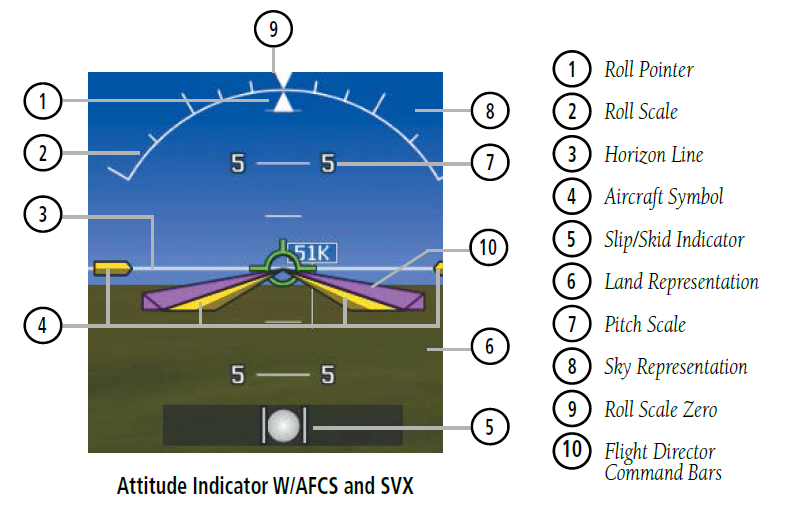 9
1
8
2
5 5
7
3
51K
10
4
6
5 5
5
Attitude Indicator W/AFCS and SVX
1 Roll Pointer
2 Roll Scale
3 Horizon Line
4 Aircraft Symbol
5 Slip/Skid Indicator
6 Land Representation
7 Pitch Scale
8 Sky Representation
9 Roll Scale Zero
10 Flight Director
Command Bars